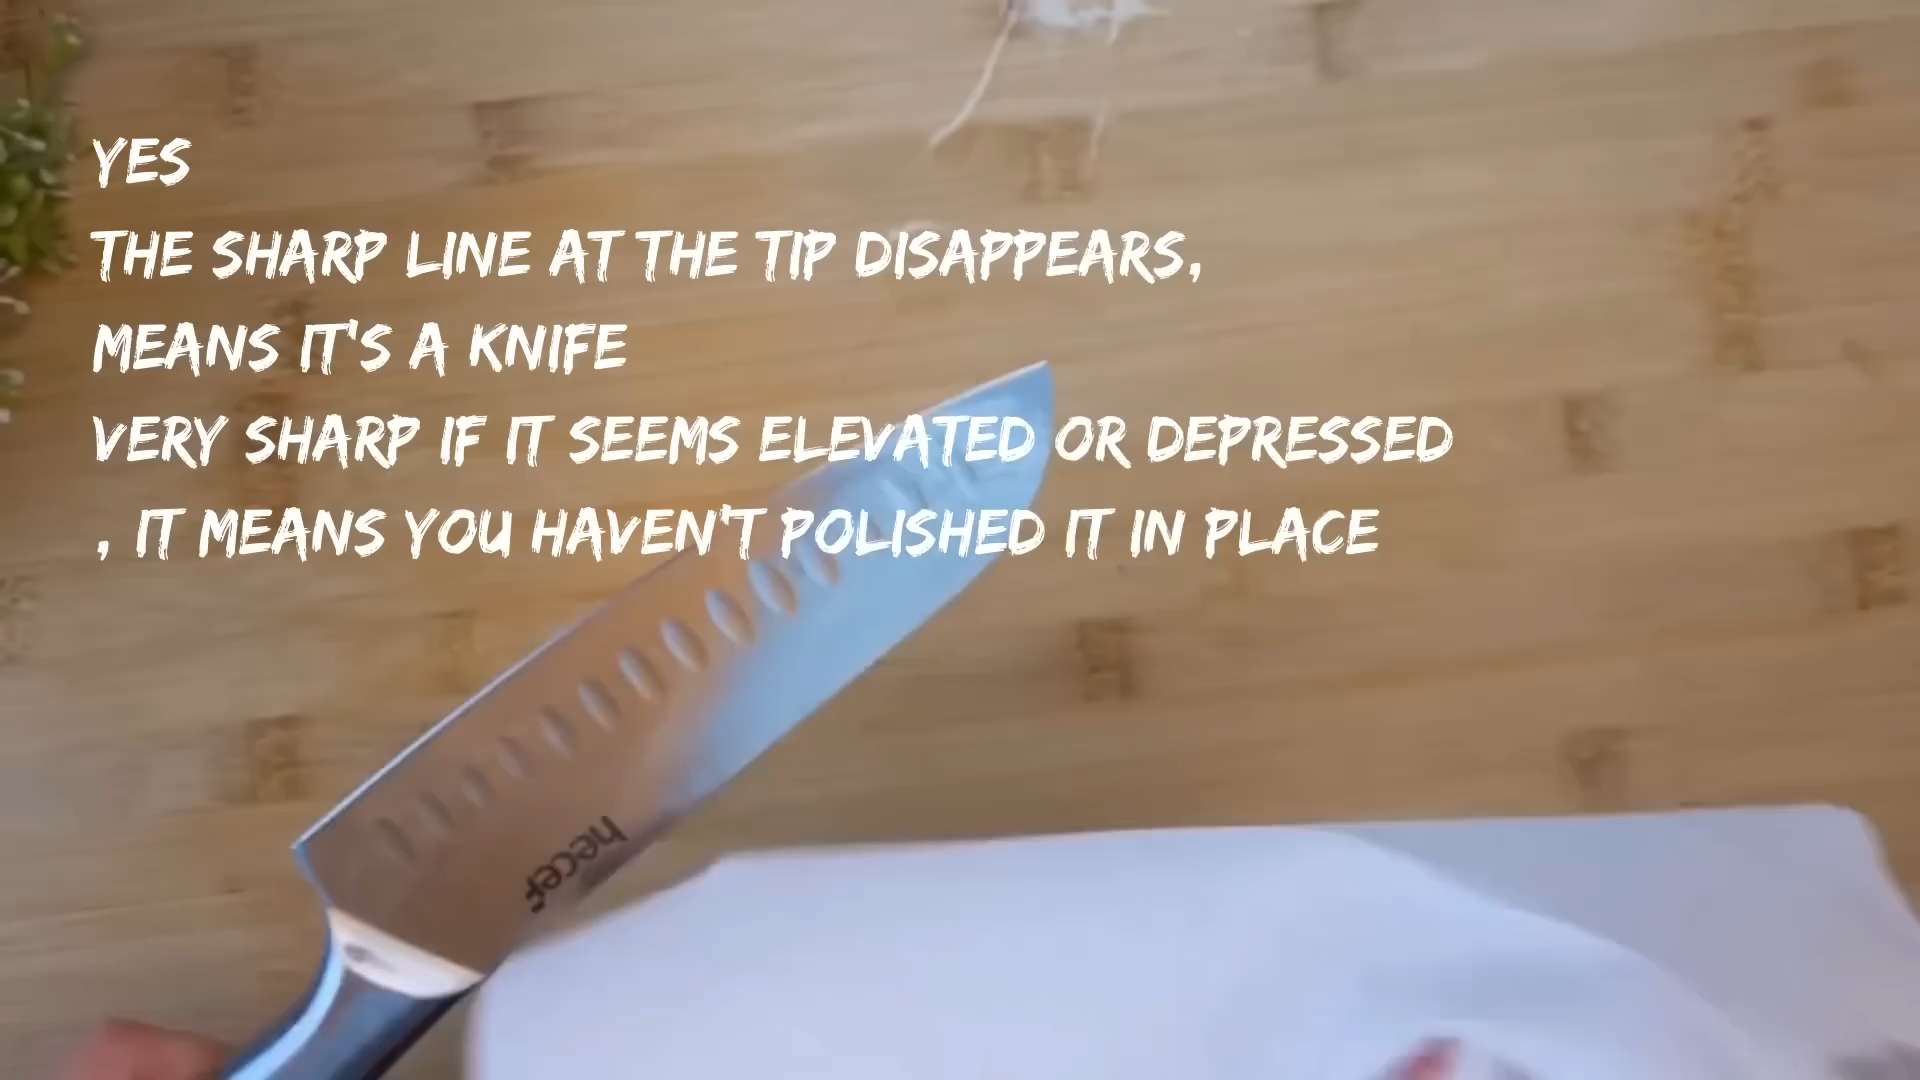 YES
THE SHARP LINE AT THE TIP DISAPPEARS,
MEANS IT'S A KNIFE
VERY SHARP IF IT SEEMS ELEVATED OR DEPRESSED
, IT MEANS YOU HAVEN'T POLISHED IT IN PLACE
hecef